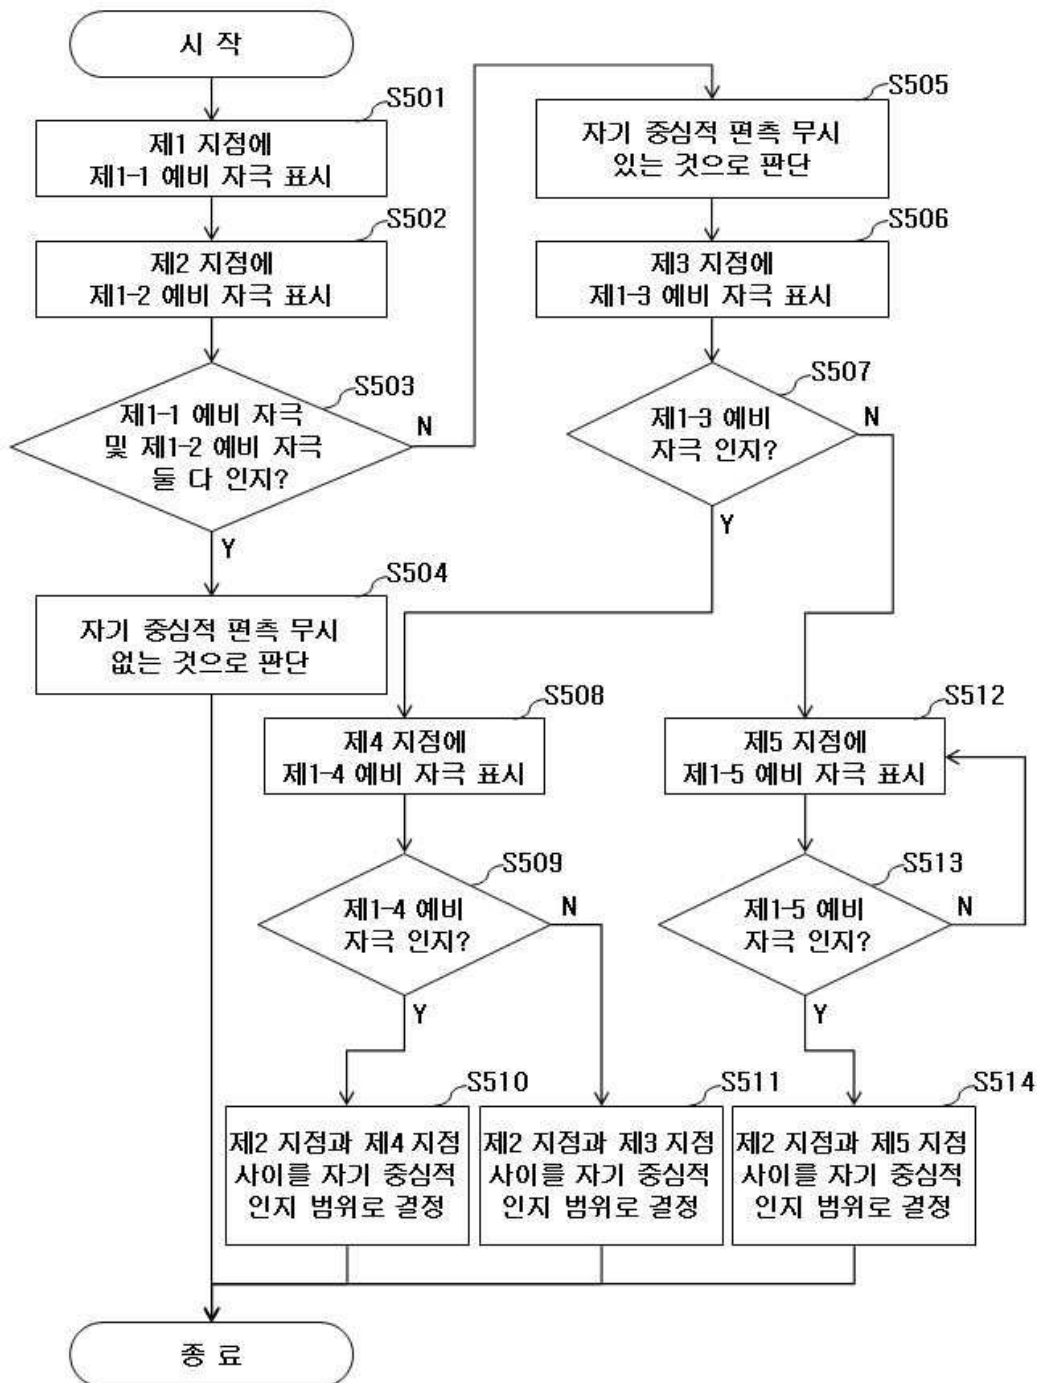 시 작
S501
제1 지점에
제1-1 예비 자극 표시
S502
제2 지점에
제1-2 예비 자극 표시
S503
제1-1 예비 자극
및 제1-2 예비 자극
둘 다 인지?
N
Y
S504
자기 중심적 편측 무시
없는 것으로 판단
S505
자기 중심적 편측 무시
있는 것으로 판단
S506
제3 지점에
제1-3 예비 자극 표시
S507
제1-3 예비
자극 인지?
N
Y
S508
제4 지점에
제1-4 예비 자극 표시
S509
제1-4 예비
자극 인지?
N
Y
S510
제2 지점과 제4 지점
사이를 자기 중심적
인지 범위로 결정
S511
제2 지점과 제3 지점
사이를 자기 중심적
인지 범위로 결정
S512
제5 지점에
제1-5 예비 자극 표시
S513
제1-5 예비
자극 인지?
N
Y
S514
제2 지점과 제5 지점
사이를 자기 중심적
인지 범위로 결정
종 료